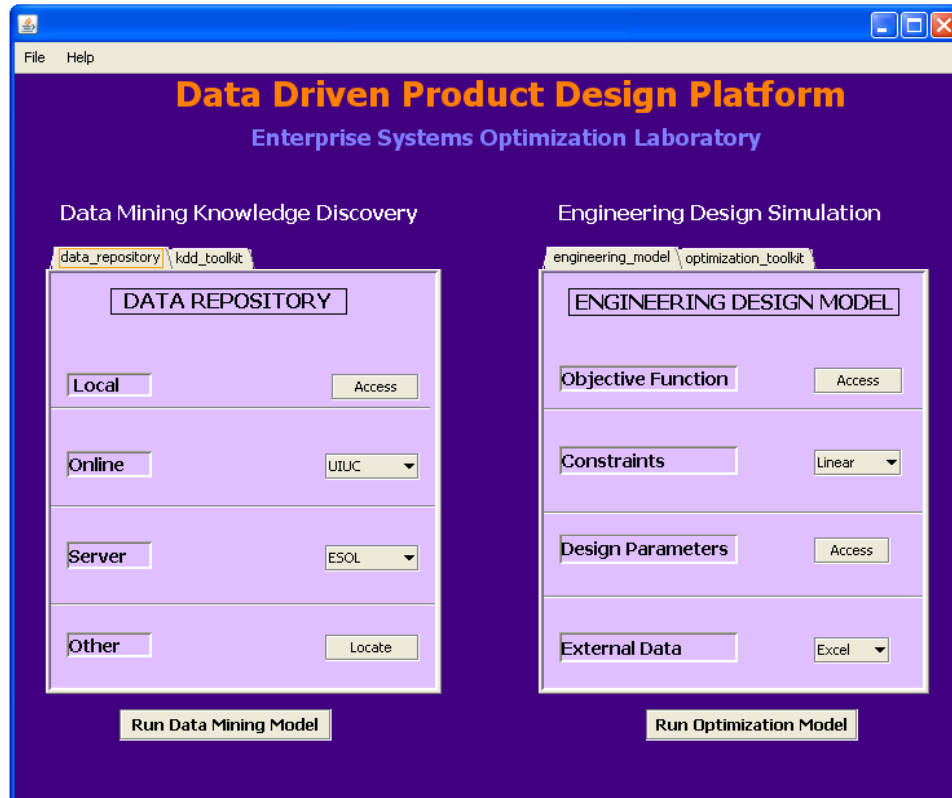 File Help
Data Driven Product Design Platform
Enterprise Systems Optimization Laboratory
Data Mining Knowledge Discovery
data_repository kdd_toolkit
DATA REPOSITORY
Local Access
Online UIUC
Server ESOL
Other Locate
Run Data Mining Model
Engineering Design Simulation
engineering_model optimization_toolkit
ENGINEERING DESIGN MODEL
Objective Function Access
Constraints Linear
Design Parameters Access
External Data Excel
Run Optimization Model